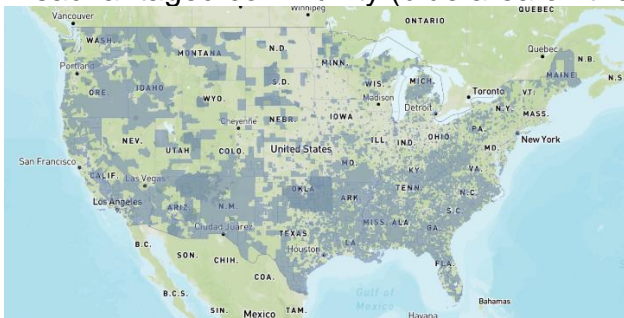 Vancouver
Winnipeg
ONTARIO
QUEBEC
WASH.
MONTANA
N.D.
MINN.
Quebec
N.B.
Portland
ORE.
IDAHO
S.D.
WIS.
MICH.
MAINE
N.S
WYO.
Madison
Toronto
VT.
Detroit
N.Y.
MASS.
Cheyenne
NEBR.
IOWA
NEV.
UTAH
COLO.
United States
ILL.
IND.
OHIO
PA.
New York
MD.
San Francisco
CALIF.
Las Vegas
MO.
KY.
VA.
Los Angeles
ARIZ.
N.M.
OKLA
ARK.
TENN.
N.C.
S.C.
Ciudad Juárez
TEXAS
MISS.
ALA
GA.
B.C.
SON.
CHIH.
Houston
LA
FLA.
COA.
B.C.S.
Gulf of
Mexico
Bahamas
SIN.
Mexico
TAM.
Havana